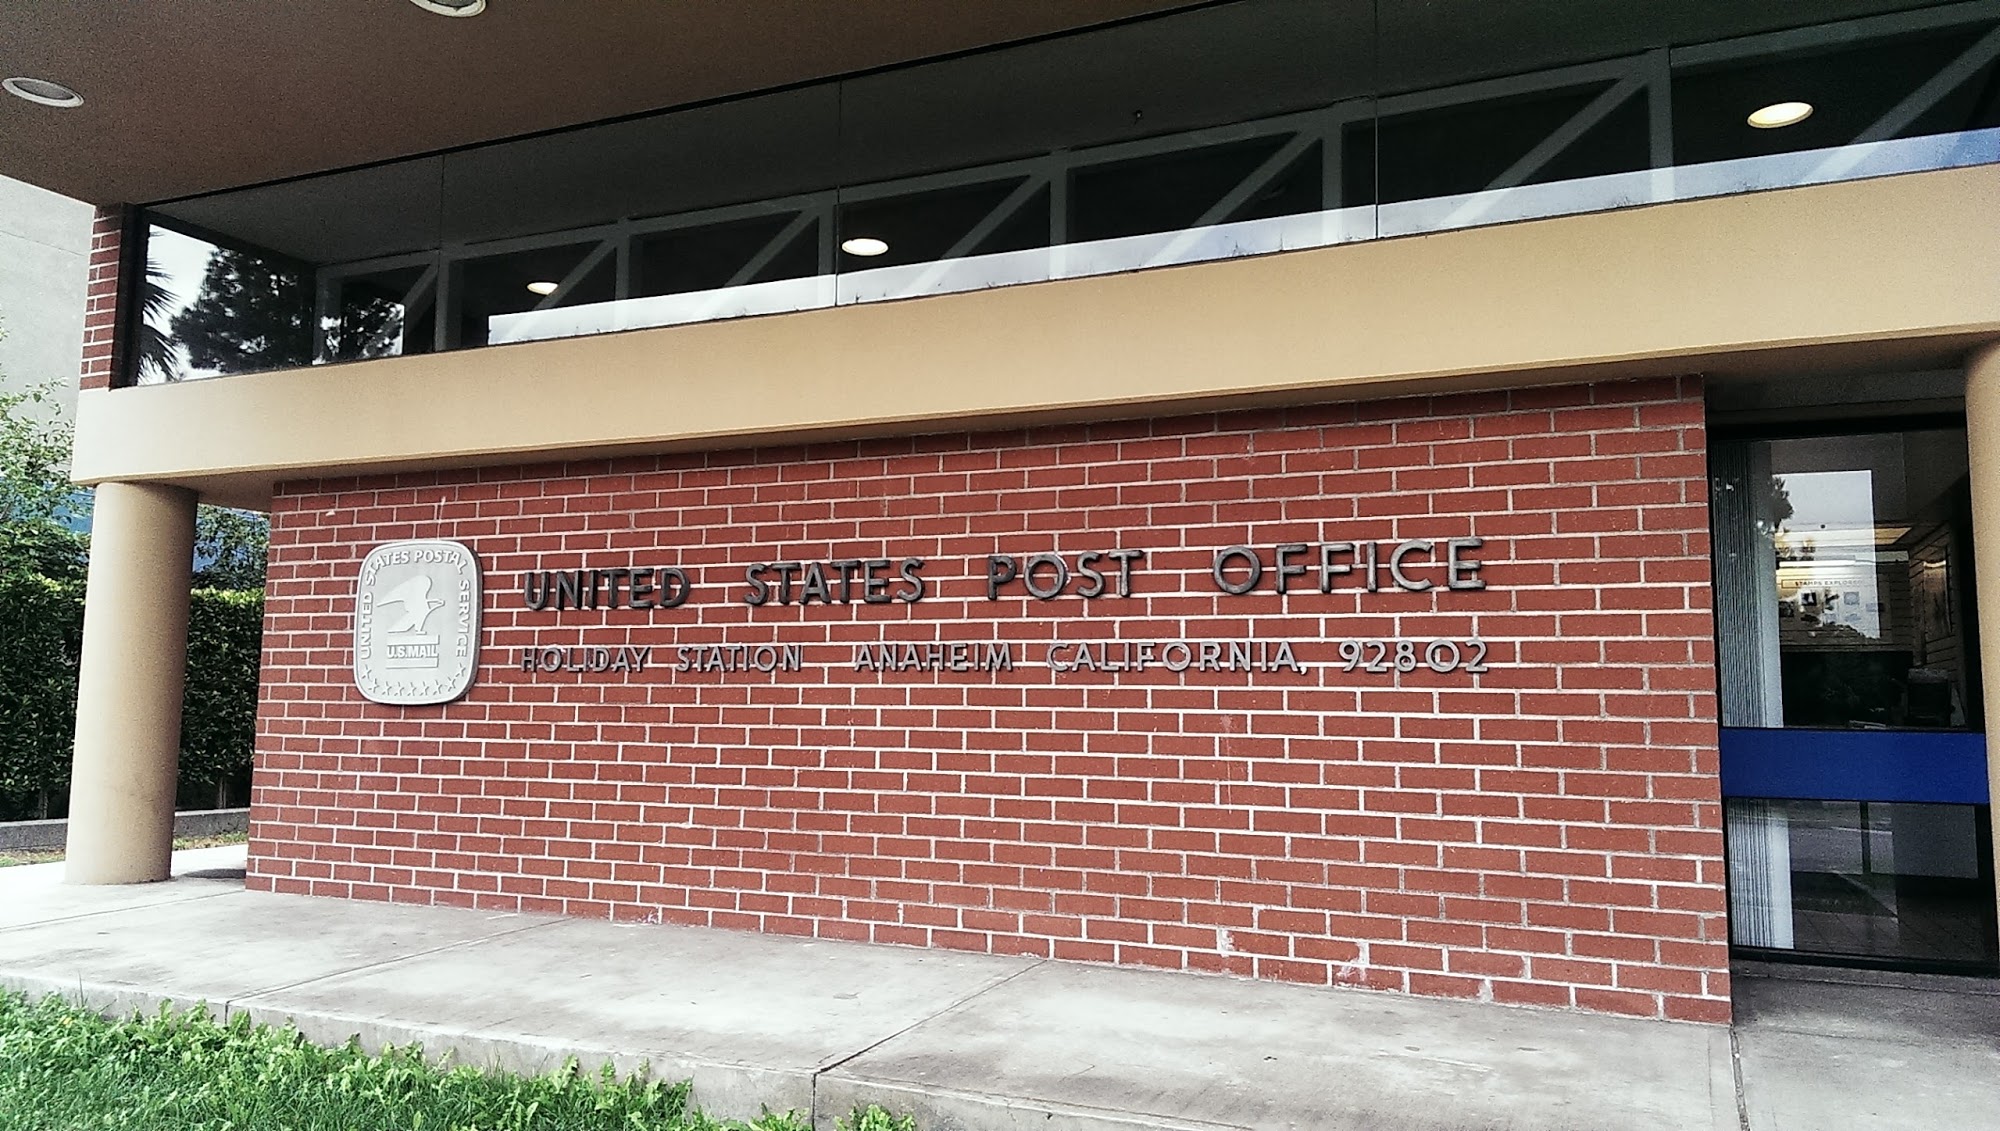 UNITED STATES POSTAL SERVICE
U.S.MAIL
UNITED STATES POST OFFICE
HOLIDAY STATION ANAHEIM CALIFORNIA, 92802